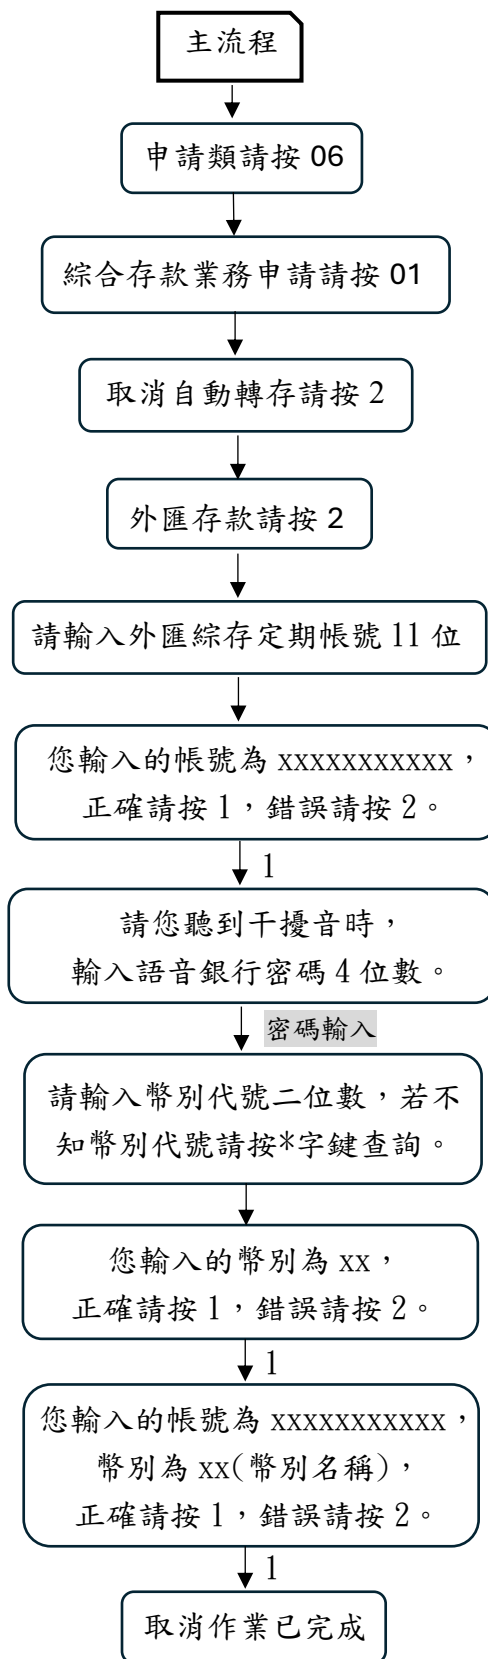 主流程
申請類請按 06
綜合存款業務申請請按 01
取消自動轉存請按 2
外匯存款請按 2
請輸入外匯綜存定期帳號 11 位
您輸入的帳號為 xxxxxxxxxxx，
正確請按 1，錯誤請按 2。
1
請您聽到干擾音時，
輸入語音銀行密碼 4 位數。
密碼輸入
請輸入幣別代號二位數，若不
知幣別代號請按*字鍵查詢。
您輸入的幣別為 xx，
正確請按 1，錯誤請按 2。
1
您輸入的帳號為 xxxxxxxxxxx，
幣別為 xx(幣別名稱)，
正確請按 1，錯誤請按 2。
1
取消作業已完成